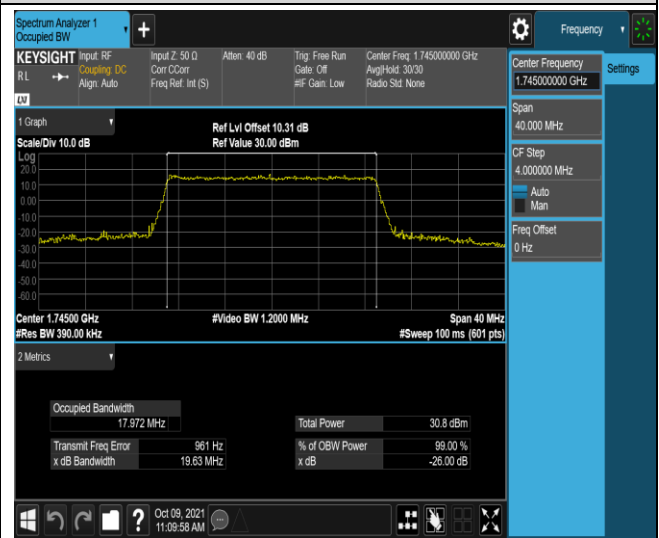 Spectrum Analyzer 1
Occupied BW
+
Frequency
KEYSIGHT
RL
LXI
Input: RF
Coupling: DC
Align: Auto
Input Z: 50 Ω
Corr CCorr
Freq Ref: Int (S)
Atten: 40 dB
Trig: Free Run
Gate: Off
#IF Gain: Low
Center Freq: 1.745000000 GHz
Avg|Hold: 30/30
Radio Std: None
Center Frequency
1.745000000 GHz
Settings
Span
40.000 MHz
CF Step
4.000000 MHz
Auto
Man
Freq Offset
0 Hz
1 Graph
Scale/Div 10.0 dB
Ref Lvl Offset 10.31 dB
Ref Value 30.00 dBm
Log
20.0
10.0
0.00
-10.0
-20.0
-30.0
-40.0
-50.0
-60.0
Center 1.74500 GHz
#Video BW 1.2000 MHz
Span 40 MHz
#Res BW 390.00 kHz
#Sweep 100 ms (601 pts)
2 Metrics
Occupied Bandwidth
17.972 MHz
Total Power 30.8 dBm
Transmit Freq Error 961 Hz
% of OBW Power 99.00 %
x dB Bandwidth 19.63 MHz
x dB -26.00 dB
?
Oct 09, 2021
11:09:58 AM